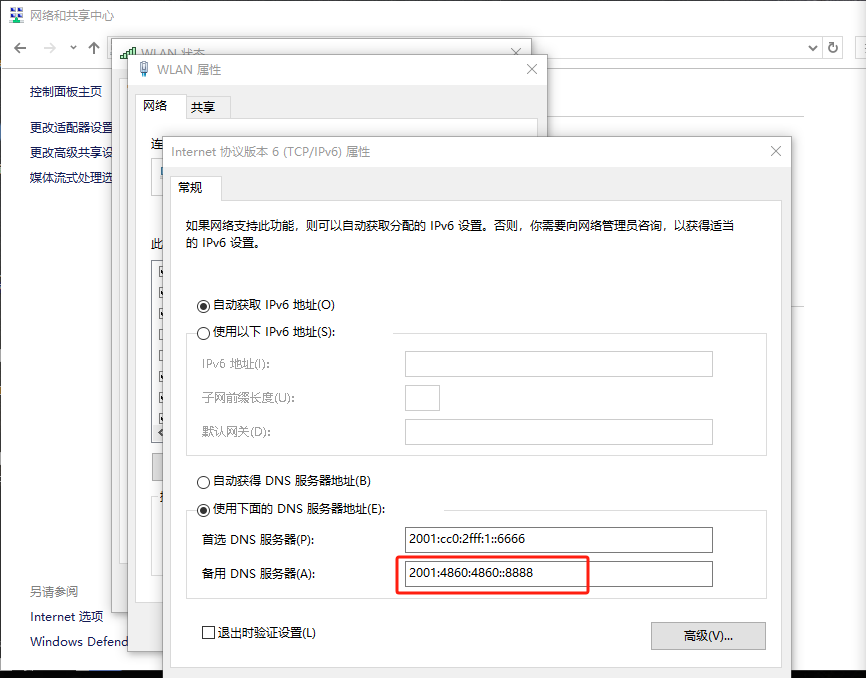 网络和共享中心
WLAN 状态
WLAN 属性
控制面板主页
网络
共享
更改适配器设置
更改高级共享设
媒体流式处理选
连
Internet 协议版本 6 (TCP/IPv6) 属性
常规
如果网络支持此功能，则可以自动获取分配的 IPv6 设置。否则，你需要向网络管理员咨询，以获得适当
的 IPv6 设置。
此
自动获取 IPv6 地址(O)
使用以下 IPv6 地址(S):
IPv6 地址(I):
子网前缀长度(U):
默认网关(D):
自动获得 DNS 服务器地址(B)
使用下面的 DNS 服务器地址(E):
首选 DNS 服务器(P):
2001:cc0:2fff:1::6666
备用 DNS 服务器(A):
2001:4860:4860::8888
退出时验证设置(L)
高级(V)...
另请参阅
Internet 选项
Windows Defend